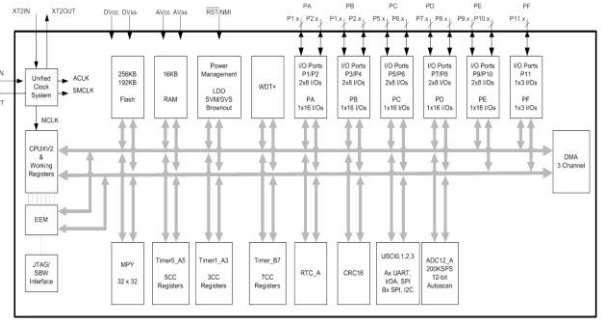 XT2IN
XT2OUT
DVcc
DVss
AVcc
AVss
RST/NMI
PA
PB
PC
PD
PE
PF
P1.x
P2.x
P1.x
P4.x
P5.x
P6.x
P7.x
P8.x
P9.x
P10.x
P11.x
Unified
Clock
System
ACLK
SMCLK
MCLK
256KB
192KB
Flash
16KB
RAM
Power
Management
LDO
SVM/SVS
Brownout
WDT+
I/O Ports
P1/P2
2x8 I/Os
PA
1x16 I/Os
I/O Ports
P3/P4
2x8 I/Os
PB
1x16 I/Os
I/O Ports
P5/P6
2x8 I/Os
PC
1x16 I/Os
I/O Ports
P7/P8
2x8 I/Os
PD
1x16 I/Os
I/O Ports
P9/P10
2x8 I/Os
PE
1x16 I/Os
I/O Ports
P11
1x3 I/Os
PF
1x3 I/Os
CPUXV2
&
Working
Registers
DMA
3 Channel
EEM
JTAG/
SBW
Interface
MPY
32 x 32
Timer0_A5
5CC
Registers
Timer1_A3
3CC
Registers
Timer_B7
7CC
Registers
RTC_A
CRC16
USCI0,1,2,3
Ax UART,
IrDA, SPI
Bx SPI, I2C
ADC12_A
200KSPS
12-bit
Autoscan